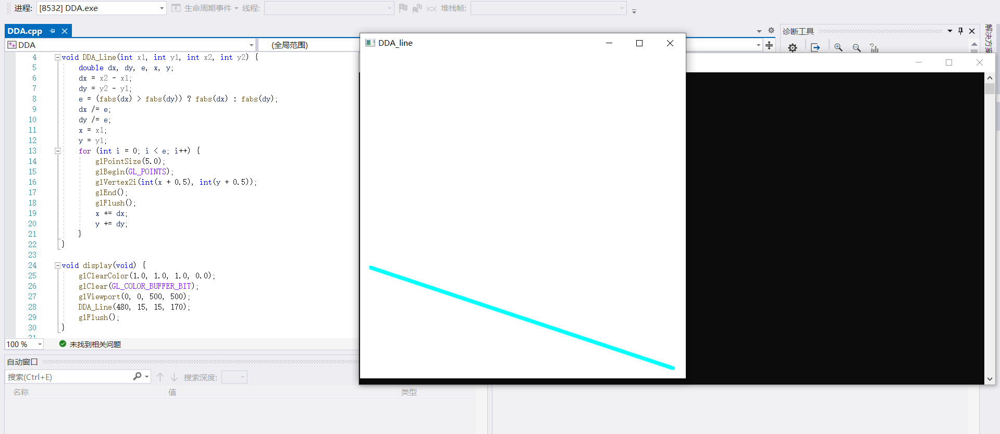 进程: [8532] DDA.exe 生命周期事件 线程: 堆栈帧:
DDA.cpp
DDA (全局范围)
4 void DDA_Line(int x1, int y1, int x2, int y2) {
5 double dx, dy, e, x, y;
6 dx = x2 - x1;
7 dy = y2 - y1;
8 e = (fabs(dx) > fabs(dy)) ? fabs(dx) : fabs(dy);
9 dx /= e;
10 dy /= e;
11 x = x1;
12 y = y1;
13 for (int i = 0; i < e; i++) {
14 glPointSize(5.0);
15 glBegin(GL_POINTS);
16 glVertex2i(int(x + 0.5), int(y + 0.5));
17 glEnd();
18 glFlush();
19 x += dx;
20 y += dy;
21 }
22 }
23
24 void display(void) {
25 glClearColor(1.0, 1.0, 1.0, 0.0);
26 glClear(GL_COLOR_BUFFER_BIT);
27 glViewport(0, 0, 500, 500);
28 DDA_Line(480, 15, 15, 170);
29 glFlush();
30 }
31
100 % 未找到相关问题
自动窗口
搜索(Ctrl+E) 搜索深度:
名称 值 类型
DDA_line
诊断工具
解决方案